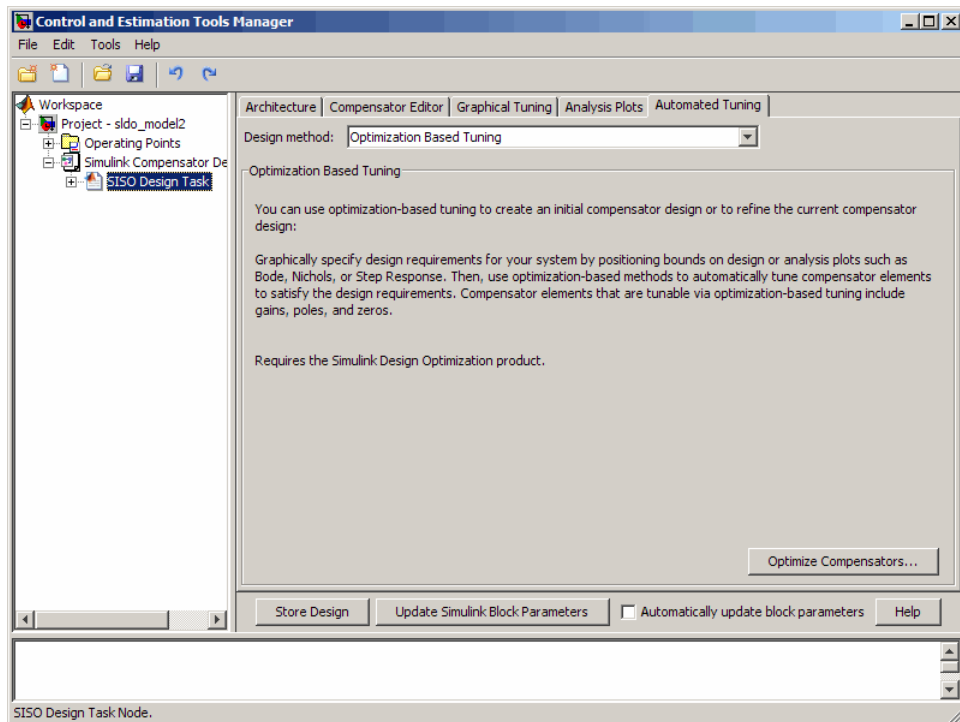 Control and Estimation Tools Manager
File Edit Tools Help
Workspace
Project - sldo_model2
Operating Points
Simulink Compensator De
SISO Design Task
Architecture Compensator Editor Graphical Tuning Analysis Plots Automated Tuning
Design method: Optimization Based Tuning
Optimization Based Tuning
You can use optimization-based tuning to create an initial compensator design or to refine the current compensator
design:
Graphically specify design requirements for your system by positioning bounds on design or analysis plots such as
Bode, Nichols, or Step Response. Then, use optimization-based methods to automatically tune compensator elements
to satisfy the design requirements. Compensator elements that are tunable via optimization-based tuning include
gains, poles, and zeros.
Requires the Simulink Design Optimization product.
Optimize Compensators...
Store Design Update Simulink Block Parameters Automatically update block parameters Help
SISO Design Task Node.